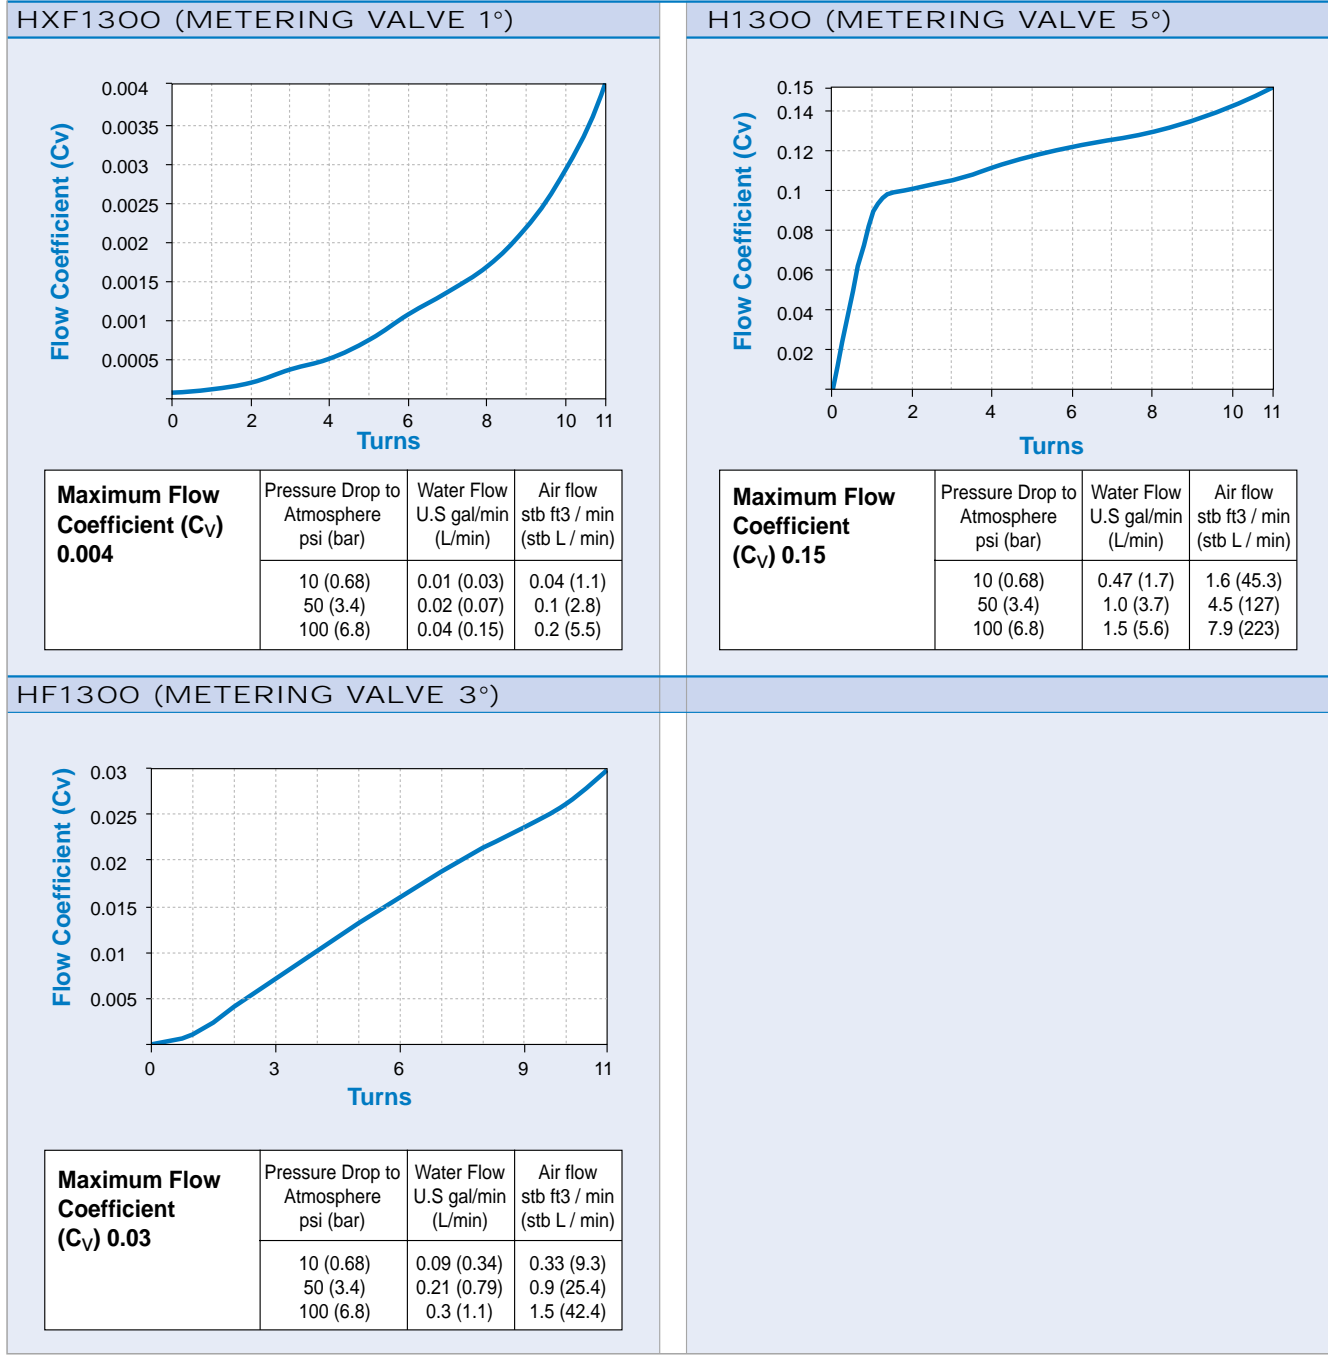 HXF1300 (METERING VALVE 1°)
Flow Coefficient (Cv)
0.004
0.0035
0.003
0.0025
0.002
0.0015
0.001
0.0005
0 2 4 6 8 10 11
Turns
Maximum Flow
Coefficient (CV)
0.004
Pressure Drop to
Atmosphere
psi (bar)
Water Flow
U.S gal/min
(L/min)
Air flow
stb ft3 / min
(stb L / min)
10 (0.68) 0.01 (0.03) 0.04 (1.1)
50 (3.4) 0.02 (0.07) 0.1 (2.8)
100 (6.8) 0.04 (0.15) 0.2 (5.5)
H1300 (METERING VALVE 5°)
Flow Coefficient (Cv)
0.15
0.14
0.12
0.1
0.08
0.06
0.04
0.02
0 2 4 6 8 10 11
Turns
Maximum Flow
Coefficient
(CV) 0.15
Pressure Drop to
Atmosphere
psi (bar)
Water Flow
U.S gal/min
(L/min)
Air flow
stb ft3 / min
(stb L / min)
10 (0.68) 0.47 (1.7) 1.6 (45.3)
50 (3.4) 1.0 (3.7) 4.5 (127)
100 (6.8) 1.5 (5.6) 7.9 (223)
HF1300 (METERING VALVE 3°)
Flow Coefficient (Cv)
0.03
0.025
0.02
0.015
0.01
0.005
0 3 6 9 11
Turns
Maximum Flow
Coefficient
(CV) 0.03
Pressure Drop to
Atmosphere
psi (bar)
Water Flow
U.S gal/min
(L/min)
Air flow
stb ft3 / min
(stb L / min)
10 (0.68) 0.09 (0.34) 0.33 (9.3)
50 (3.4) 0.21 (0.79) 0.9 (25.4)
100 (6.8) 0.3 (1.1) 1.5 (42.4)